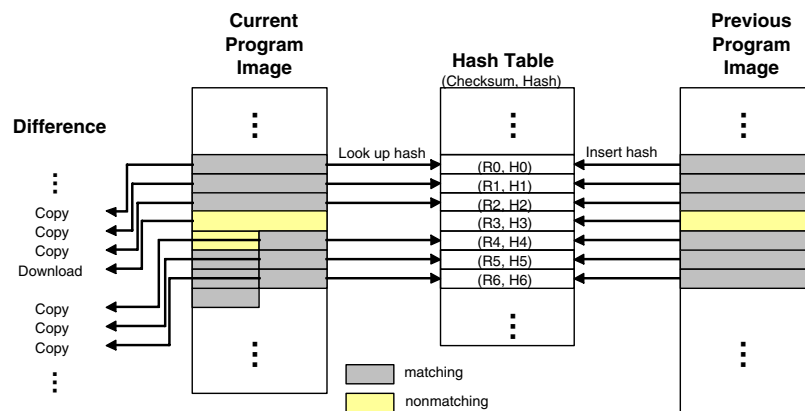 Current
Program
Image
Previous
Program
Image
Hash Table
(Checksum, Hash)
Difference
Look up hash
Insert hash
(R0, H0)
(R1, H1)
(R2, H2)
(R3, H3)
(R4, H4)
(R5, H5)
(R6, H6)
Copy
Copy
Copy
Download
Copy
Copy
Copy
matching
nonmatching